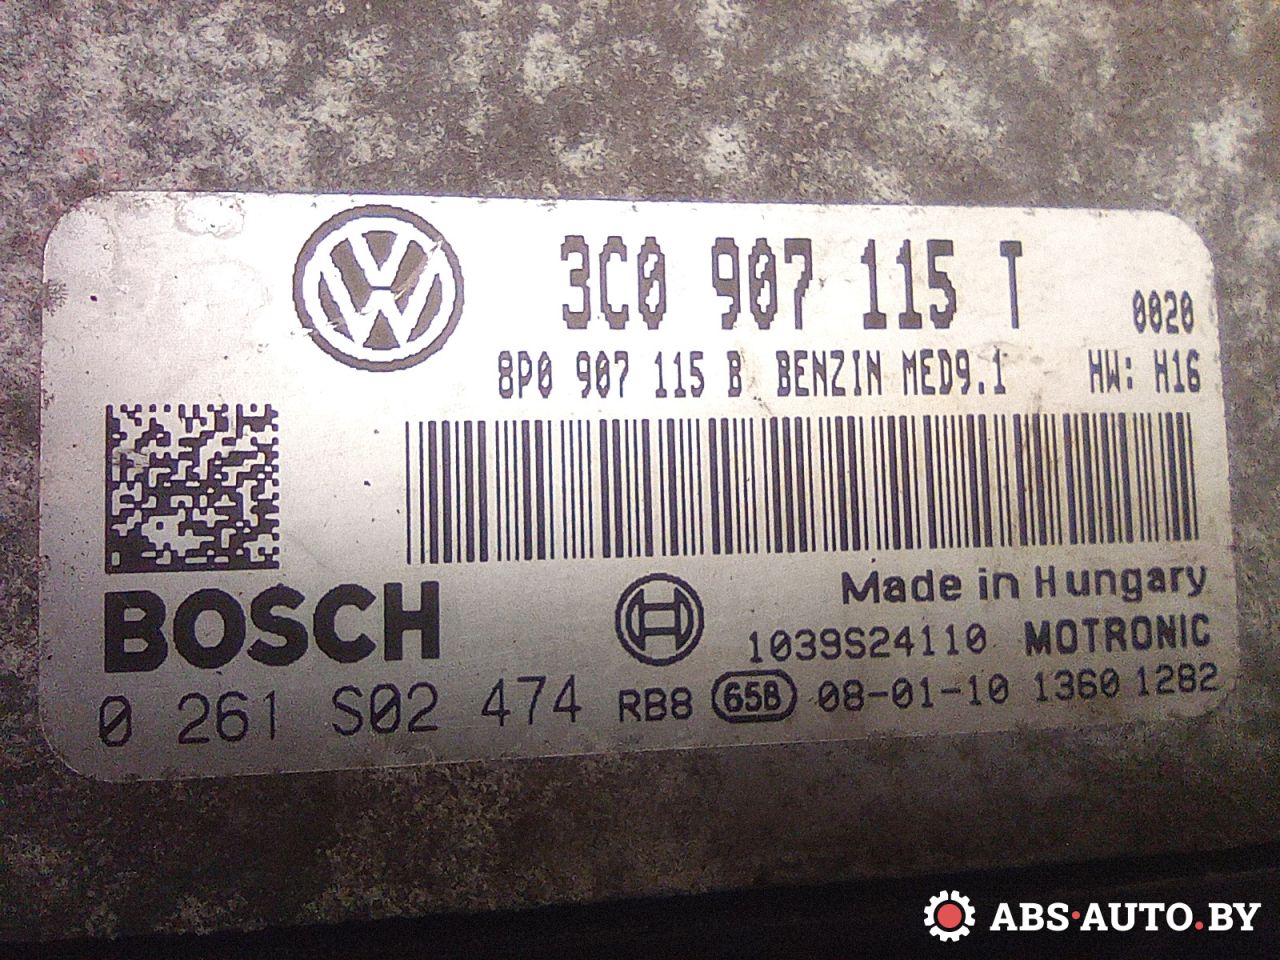 3C0 907 115 T
0020
8P0 907 115 B BENZIN MED9.1 HW: H16
Made in Hungary
BOSCH
1039S24110 MOTRONIC
0 261 S02 474 RB8 65B 08-01-10 1360 1282
ABS·AUTO.BY